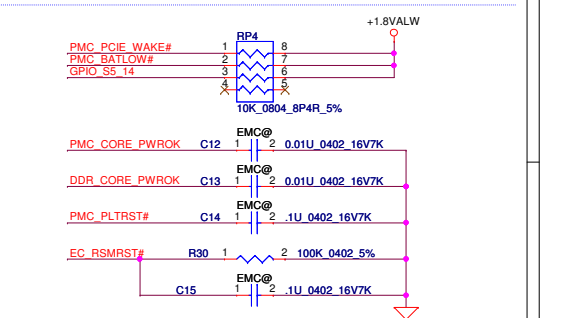 +1.8VALW
RP4
PMC_PCIE_WAKE# 1 8
PMC_BATLOW# 2 7
GPIO_S5_14 3 6
4 5
10K_0804_8P4R_5%
EMC@
PMC_CORE_PWROK C12 1 2 0.01U_0402_16V7K
EMC@
DDR_CORE_PWROK C13 1 2 0.01U_0402_16V7K
EMC@
PMC_PLTRST# C14 1 2 .1U_0402_16V7K
EC_RSMRST# R30 1 2 100K_0402_5%
EMC@
C15 1 2 .1U_0402_16V7K